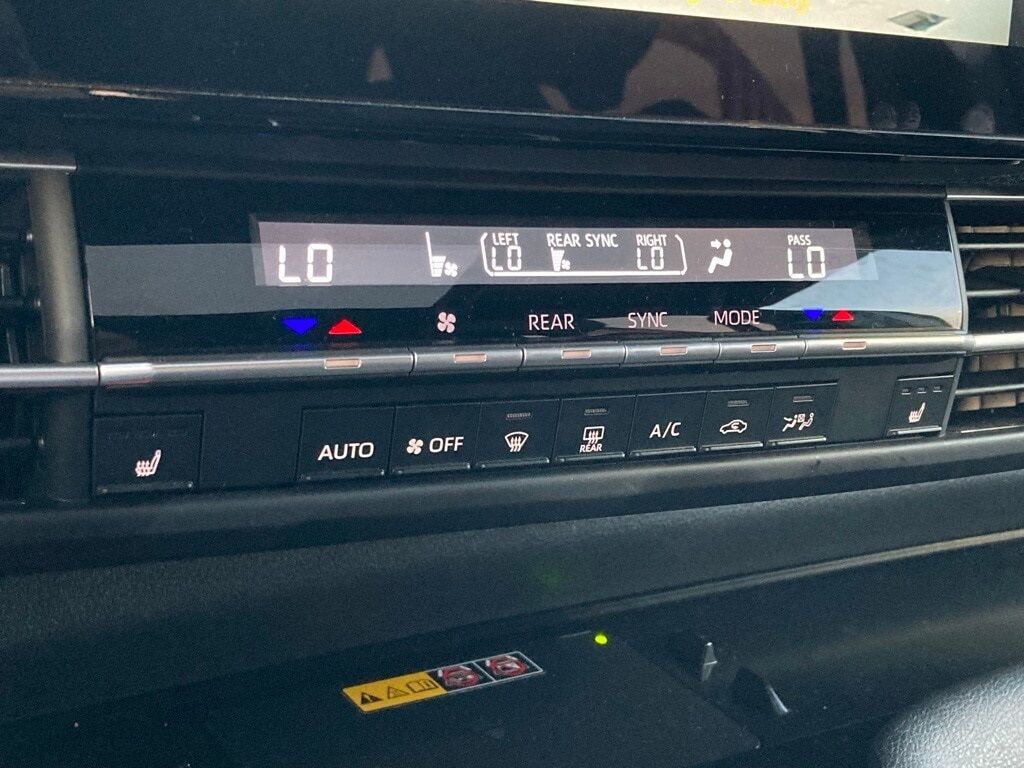 LEFT REAR SYNC RIGHT PASS
LO LO LO LO
REAR SYNC MODE
AUTO OFF REAR A/C